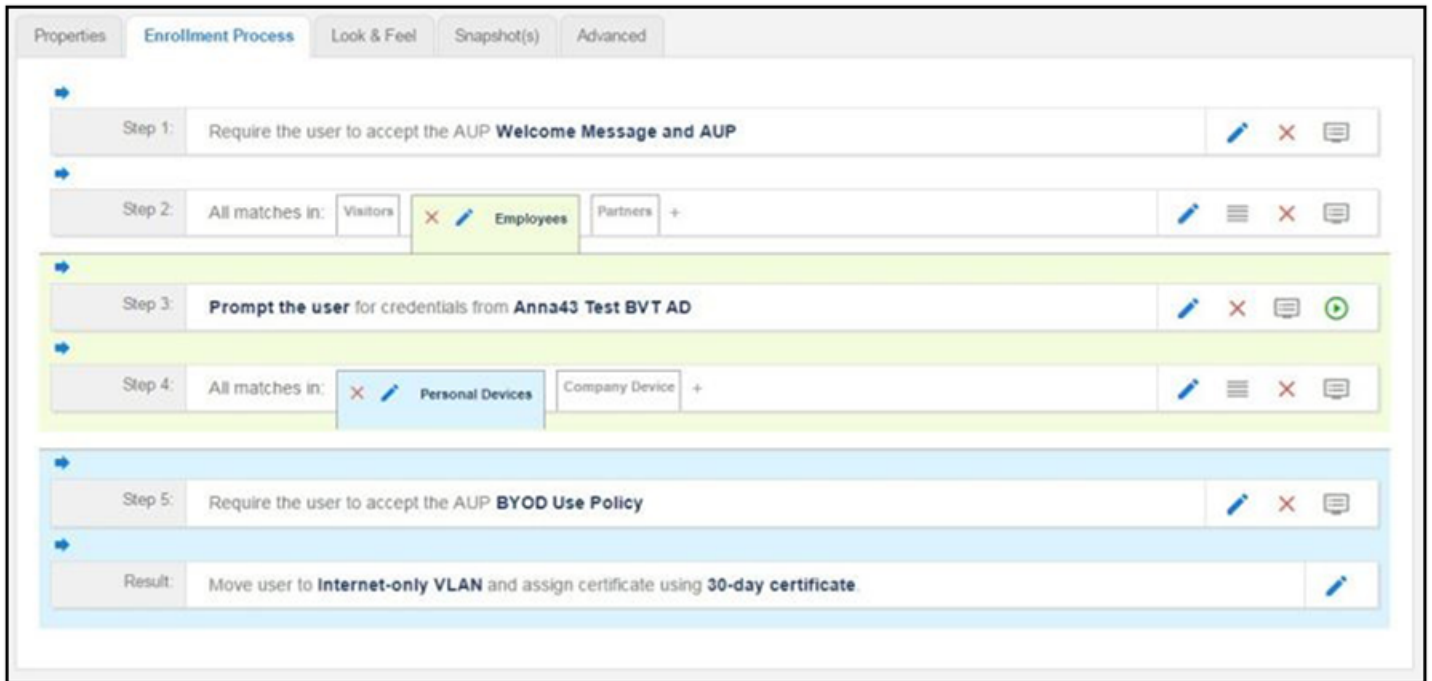 Properties Enrollment Process Look & Feel Snapshot(s) Advanced
Step 1: Require the user to accept the AUP Welcome Message and AUP
Step 2: All matches in: Visitors Employees Partners +
Step 3: Prompt the user for credentials from Anna43 Test BVT AD
Step 4: All matches in: Personal Devices Company Device +
Step 5: Require the user to accept the AUP BYOD Use Policy
Result: Move user to Internet-only VLAN and assign certificate using 30-day certificate.